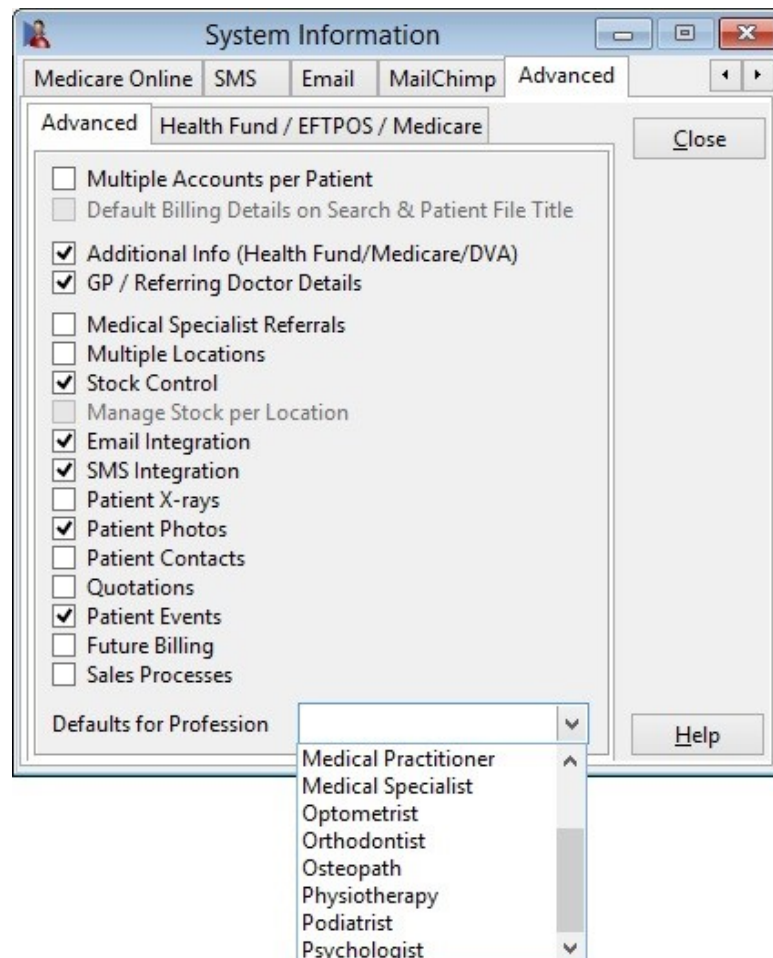 System Information
Medicare Online SMS Email MailChimp Advanced
Advanced Health Fund / EFTPOS / Medicare
Close
Multiple Accounts per Patient
Default Billing Details on Search & Patient File Title
Additional Info (Health Fund/Medicare/DVA)
GP / Referring Doctor Details
Medical Specialist Referrals
Multiple Locations
Stock Control
Manage Stock per Location
Email Integration
SMS Integration
Patient X-rays
Patient Photos
Patient Contacts
Quotations
Patient Events
Future Billing
Sales Processes
Defaults for Profession
Help
Medical Practitioner
Medical Specialist
Optometrist
Orthodontist
Osteopath
Physiotherapy
Podiatrist
Psychologist